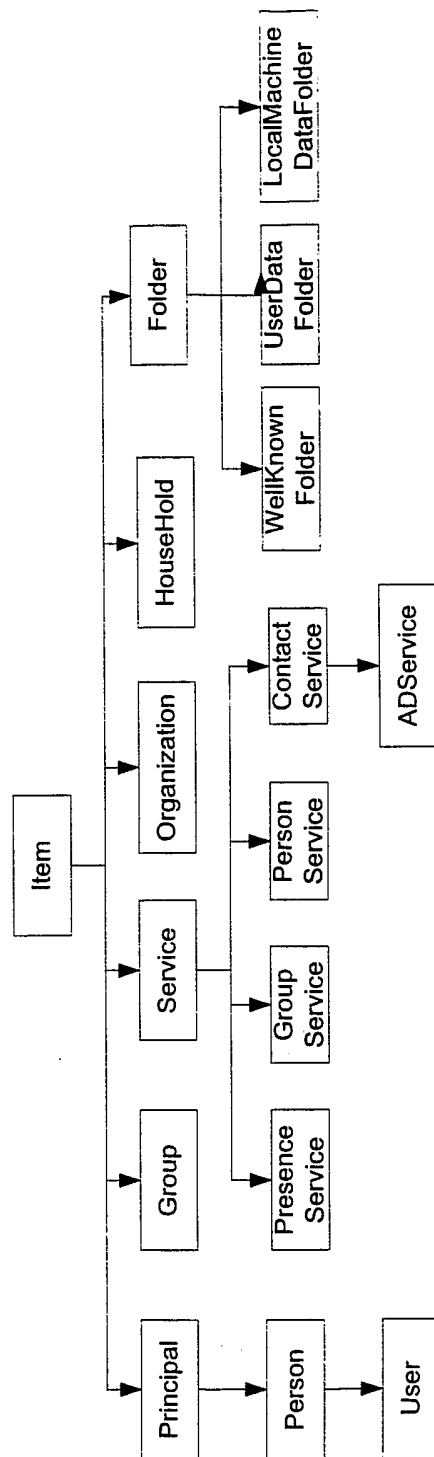 Item
Principal
Group
Service
Organization
HouseHold
Folder
Person
Presence
Service
Group
Service
Person
Service
Contact
Service
WellKnown
Folder
UserData
Folder
LocalMachine
DataFolder
User
ADService